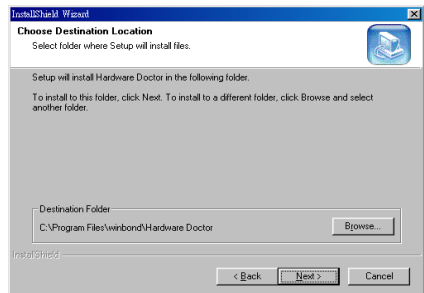 InstallShield Wizard
Choose Destination Location
Select folder where Setup will install files.
Setup will install Hardware Doctor in the following folder.
To install to this folder, click Next. To install to a different folder, click Browse and select
another folder.
Destination Folder
C:\Program Files\winbond\Hardware Doctor
Browse...
InstallShield
< Back
Next >
Cancel